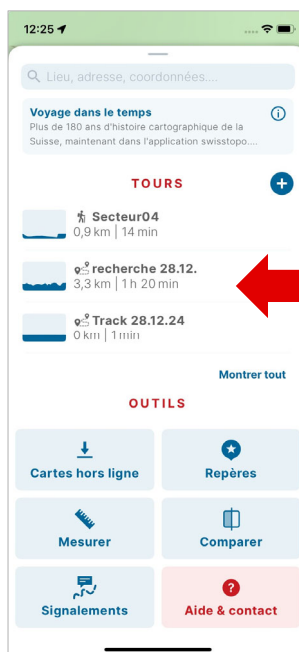 12:25
Lieu, adresse, coordonnées....
Voyage dans le temps
Plus de 180 ans d'histoire cartographique de la
Suisse, maintenant dans l'application swisstopo....
TOURS
Secteur04
0,9 km | 14 min
recherche 28.12.
3,3 km | 1 h 20 min
Track 28.12.24
0 km | 1 min
Montrer tout
OUTILS
Cartes hors ligne
Repères
Mesurer
Comparer
Signalements
Aide & contact